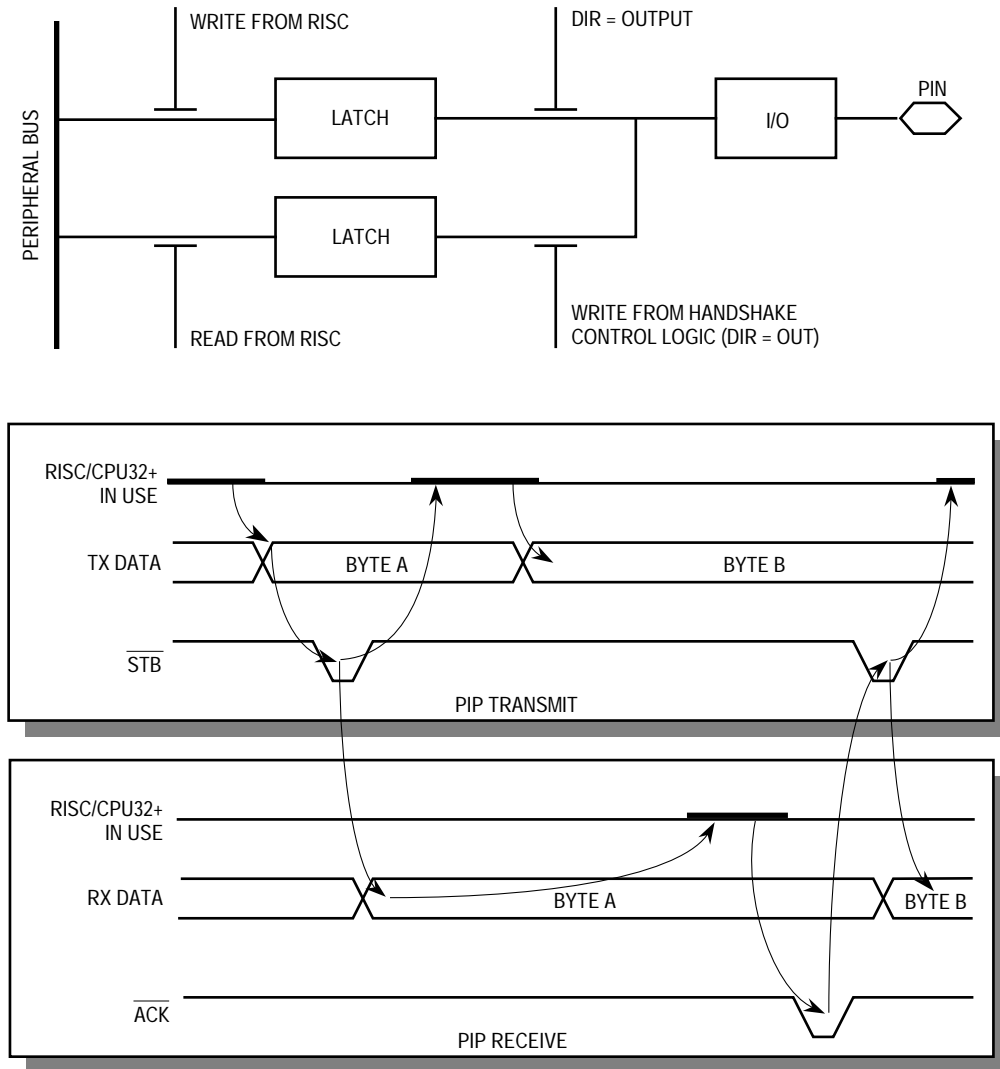 WRITE FROM RISC
DIR = OUTPUT
PERIPHERAL BUS
LATCH
I/O
PIN
LATCH
READ FROM RISC
WRITE FROM HANDSHAKE
CONTROL LOGIC (DIR = OUT)
RISC/CPU32+
IN USE
TX DATA
BYTE A
BYTE B
STB
PIP TRANSMIT
RISC/CPU32+
IN USE
RX DATA
BYTE A
BYTE B
ACK
PIP RECEIVE